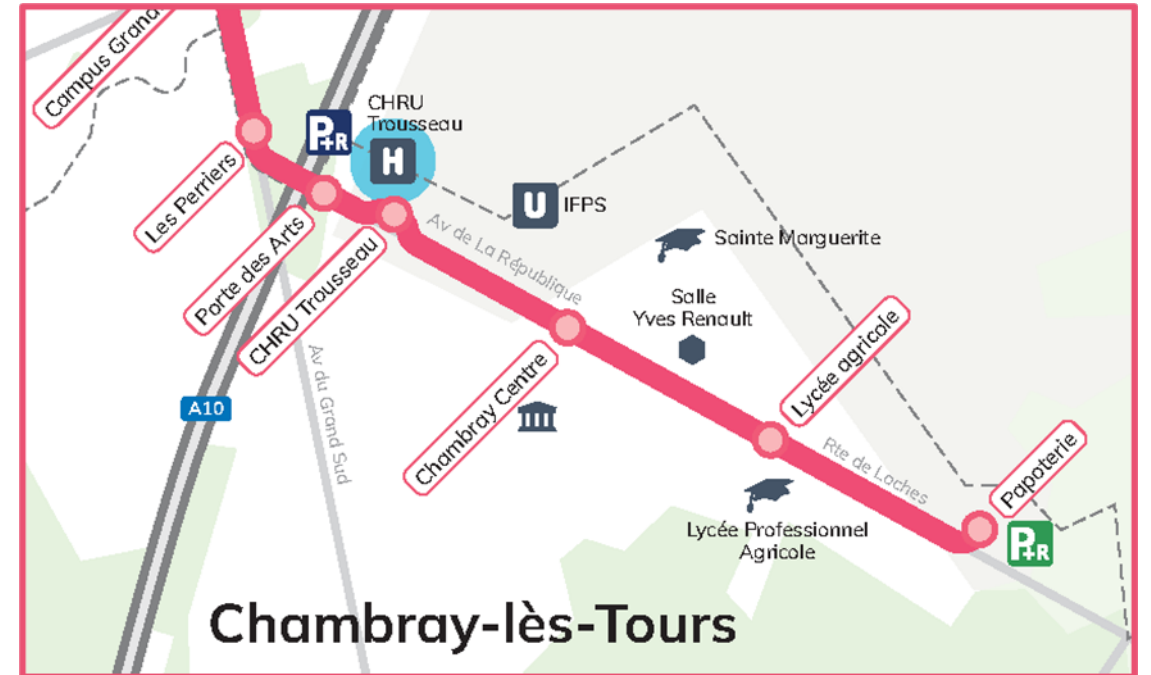 Campus Grand
CHRU
Trousseau
P+R
H
Les Perriers
U
IFPS
Porte des Arts
CHRU Trousseau
Av de La République
Sainte Marguerite
Salle
Yves Renault
Lycée agricole
A10
Av du Grand Sud
Chambray Centre
Rte de Loches
Papoterie
Lycée Professionnel
Agricole
P+R
Chambray-lès-Tours